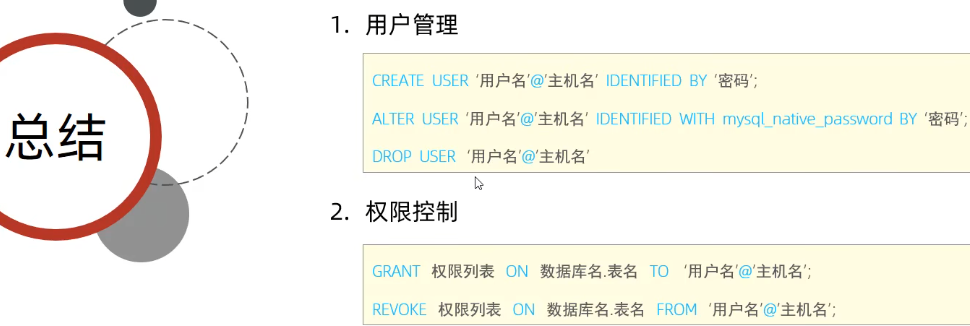 总结
1. 用户管理
CREATE USER '用户名'@'主机名' IDENTIFIED BY '密码';
ALTER USER '用户名'@'主机名' IDENTIFIED WITH mysql_native_password BY '密码';
DROP USER '用户名'@'主机名'
2. 权限控制
GRANT 权限列表 ON 数据库名.表名 TO '用户名'@'主机名';
REVOKE 权限列表 ON 数据库名.表名 FROM '用户名'@'主机名';